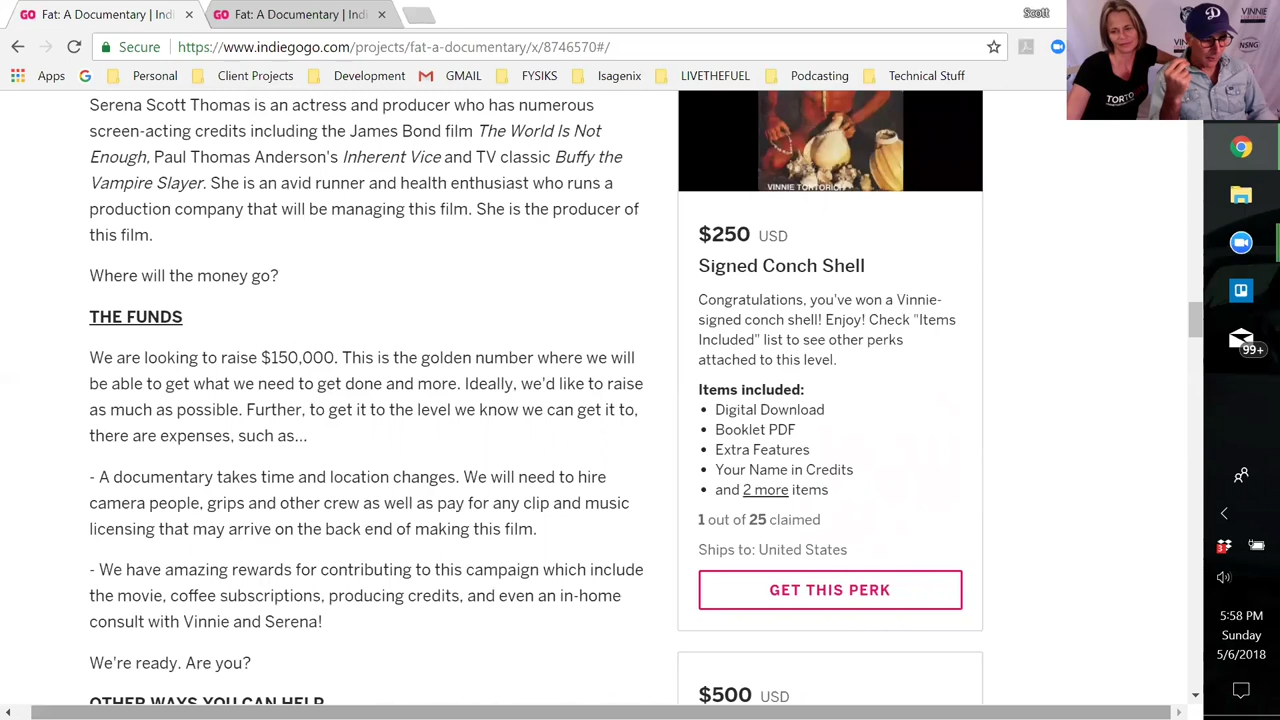 Fat: A Documentary | Indi
Fat: A Documentary | Indi
Scott
Secure
https://www.indiegogo.com/projects/fat-a-documentary/x/8746570#/
Apps
Personal
Client Projects
Development
GMAIL
FYSIKS
Isagenix
LIVETHEFUEL
Podcasting
Technical Stuff
VINNIE
NSNG
Serena Scott Thomas is an actress and producer who has numerous
screen-acting credits including the James Bond film The World Is Not
Enough, Paul Thomas Anderson's Inherent Vice and TV classic Buffy the
Vampire Slayer. She is an avid runner and health enthusiast who runs a
production company that will be managing this film. She is the producer of
this film.
Where will the money go?
THE FUNDS
We are looking to raise $150,000. This is the golden number where we will
be able to get what we need to get done and more. Ideally, we'd like to raise
as much as possible. Further, to get it to the level we know we can get it to,
there are expenses, such as...
- A documentary takes time and location changes. We will need to hire
camera people, grips and other crew as well as pay for any clip and music
licensing that may arrive on the back end of making this film.
- We have amazing rewards for contributing to this campaign which include
the movie, coffee subscriptions, producing credits, and even an in-home
consult with Vinnie and Serena!
We're ready. Are you?
OTHER WAYS YOU CAN HELP
VINNIE TORTORICH
$250 USD
Signed Conch Shell
Congratulations, you've won a Vinnie-
signed conch shell! Enjoy! Check "Items
Included" list to see other perks
attached to this level.
Items included:
• Digital Download
• Booklet PDF
• Extra Features
• Your Name in Credits
• and 2 more items
1 out of 25 claimed
Ships to: United States
GET THIS PERK
$500 USD
99+
3
5:58 PM
Sunday
5/6/2018